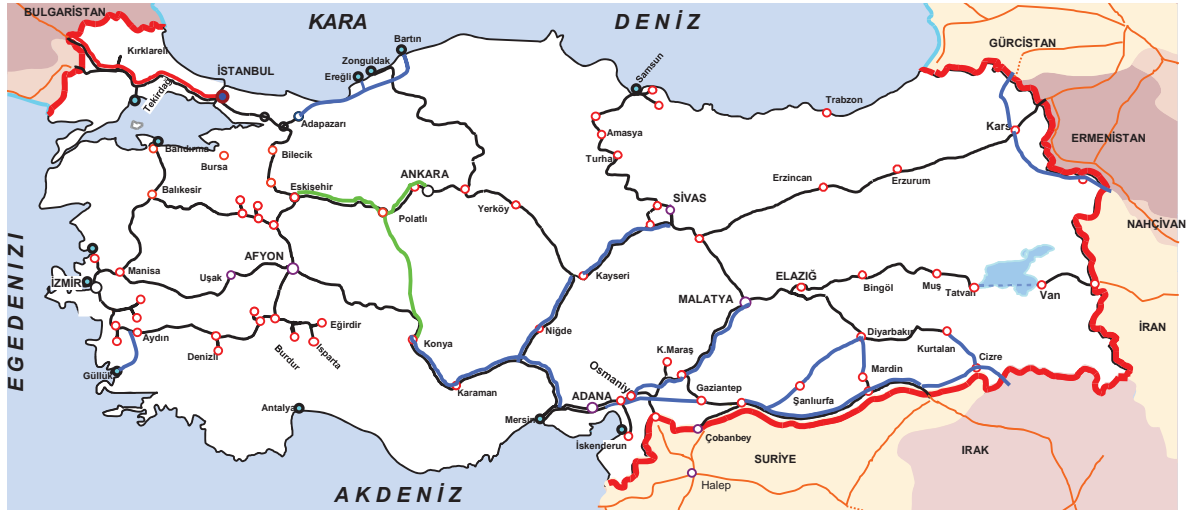 BULGARİSTAN
KARA
DENİZ
Bartın
Zonguldak
Ereğli
Kırklareli
İSTANBUL
Tekirdağ
Samsun
GÜRCİSTAN
Trabzon
Adapazarı
Kars
ERMENİSTAN
Amasya
Turhal
Bandırma
Bursa
Bilecik
ANKARA
Erzincan
Erzurum
Balıkesir
Eskişehir
Polatlı
Yerköy
SİVAS
NAHÇİVAN
EGEDENIZI
Manisa
Uşak
AFYON
Kayseri
ELAZIĞ
Bingöl
Muş
Tatvan
Van
İZMİR
MALATYA
İRAN
Aydın
Eğirdir
Niğde
Diyarbakır
Kurtalan
Cizre
Denizli
Burdur
Isparta
Konya
K.Maraş
Güllük
Karaman
Osmaniy
Gaziantep
Şanlıurfa
Mardin
Antalya
Mersin
ADANA
İskenderun
Çobanbey
SURİYE
IRAK
Halep
AKDENİZ